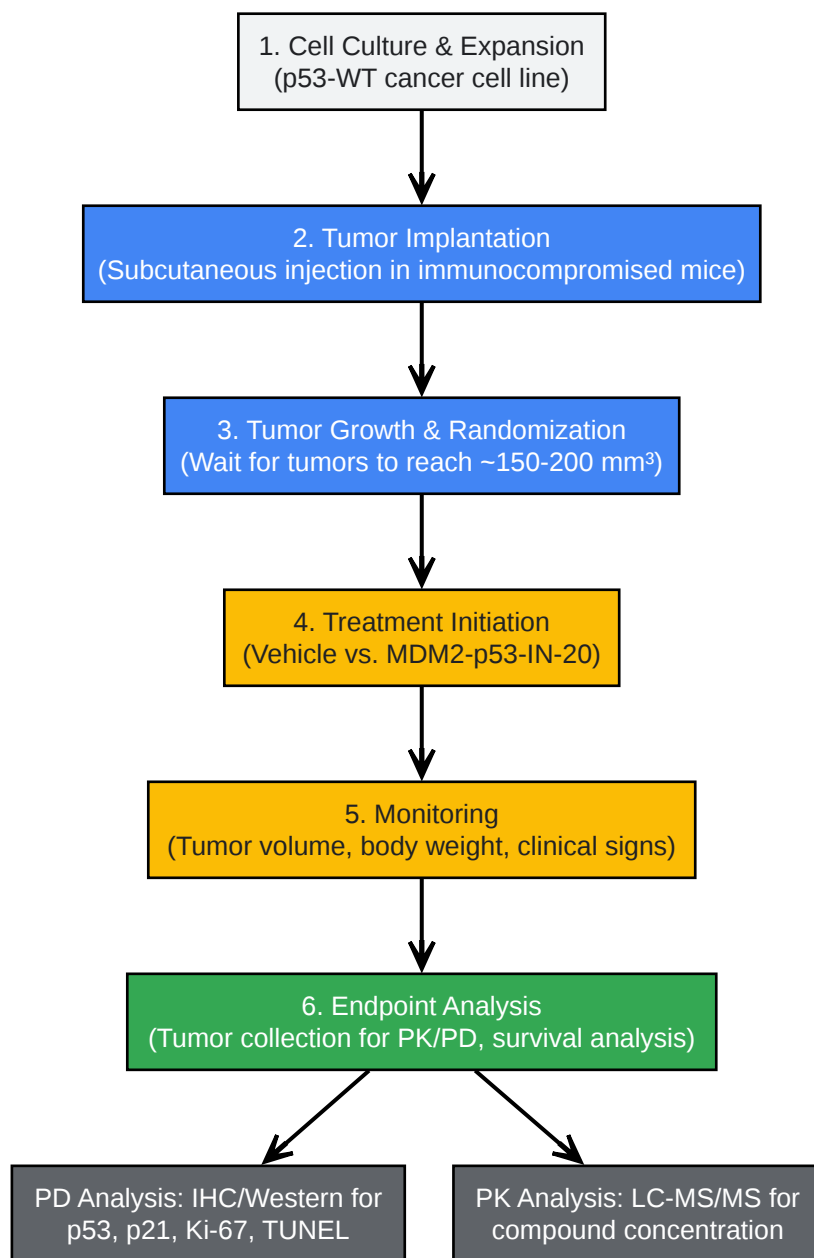 1. Cell Culture & Expansion
(p53-WT cancer cell line)
2. Tumor Implantation
(Subcutaneous injection in immunocompromised mice)
3. Tumor Growth & Randomization
(Wait for tumors to reach ~150-200 mm³)
4. Treatment Initiation
(Vehicle vs. MDM2-p53-IN-20)
5. Monitoring
(Tumor volume, body weight, clinical signs)
6. Endpoint Analysis
(Tumor collection for PK/PD, survival analysis)
PD Analysis: IHC/Western for
p53, p21, Ki-67, TUNEL
PK Analysis: LC-MS/MS for
compound concentration